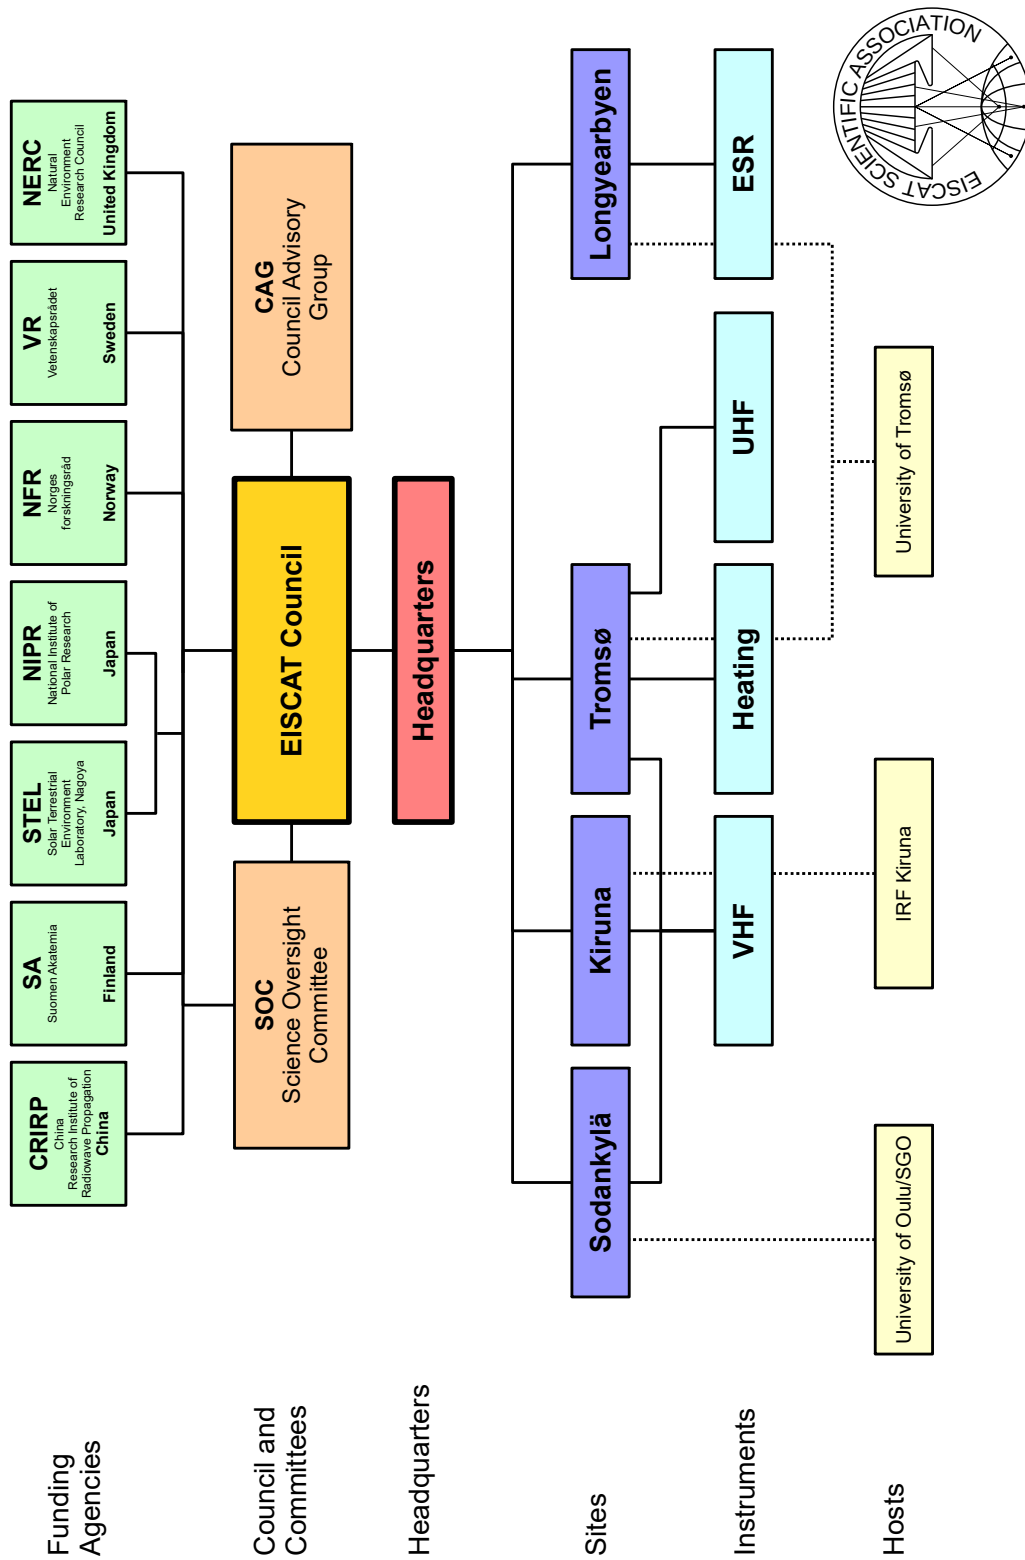 Funding
Agencies
CRIRP
China
Research Institute of
Radiowave Propagation
China
SA
Suomen Akatemia
Finland
STEL
Solar Terrestrial
Environment
Laboratory, Nagoya
Japan
NIPR
National Institute of
Polar Research
Japan
NFR
Norges
forskningsråd
Norway
VR
Vetenskapsrådet
Sweden
NERC
Natural
Environment
Research Council
United Kingdom
Council and
Committees
SOC
Science Oversight
Committee
EISCAT Council
CAG
Council Advisory
Group
Headquarters
Headquarters
Sites
Sodankylä
Kiruna
Tromsø
Longyearbyen
Instruments
VHF
Heating
UHF
ESR
Hosts
University of Oulu/SGO
IRF Kiruna
University of Tromsø
EISCAT SCIENTIFIC ASSOCIATION